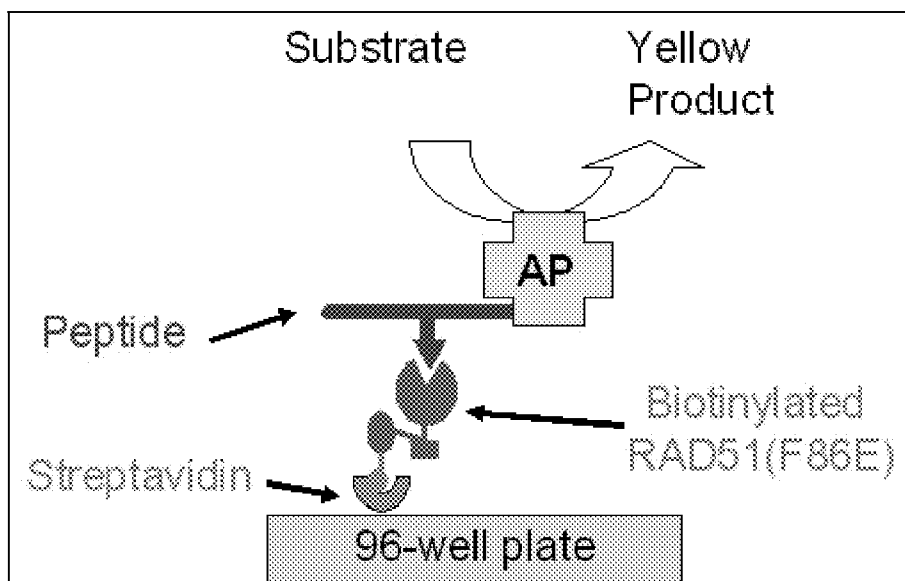 Substrate
Yellow
Product
AP
Peptide
Biotinylated
RAD51(F86E)
Streptavidin
96-well plate